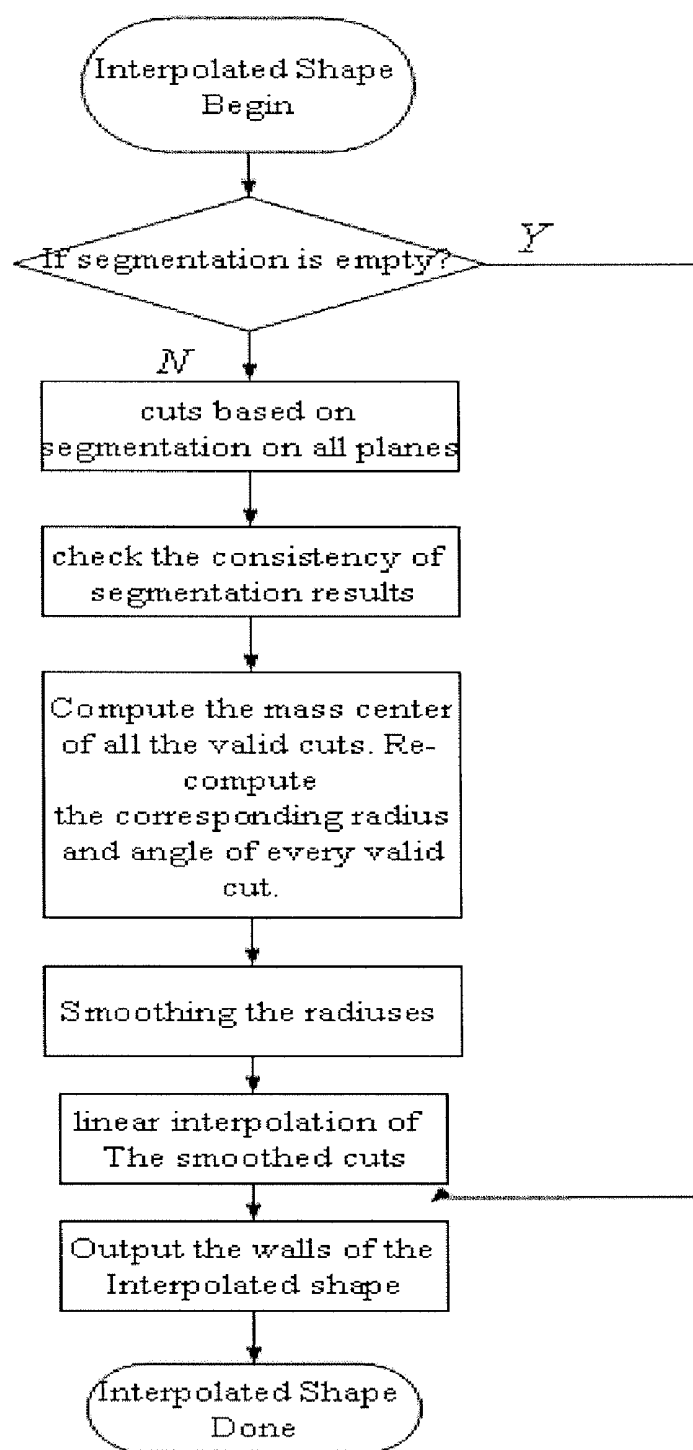 Interpolated Shape
Begin
If segmentation is empty?
Y
N
cuts based on
segmentation on all planes
check the consistency of
segmentation results
Compute the mass center
of all the valid cuts. Re-
compute
the corresponding radius
and angle of every valid
cut.
Smoothing the radiuses
linear interpolation of
The smoothed cuts
Output the walls of the
Interpolated shape
Interpolated Shape
Done